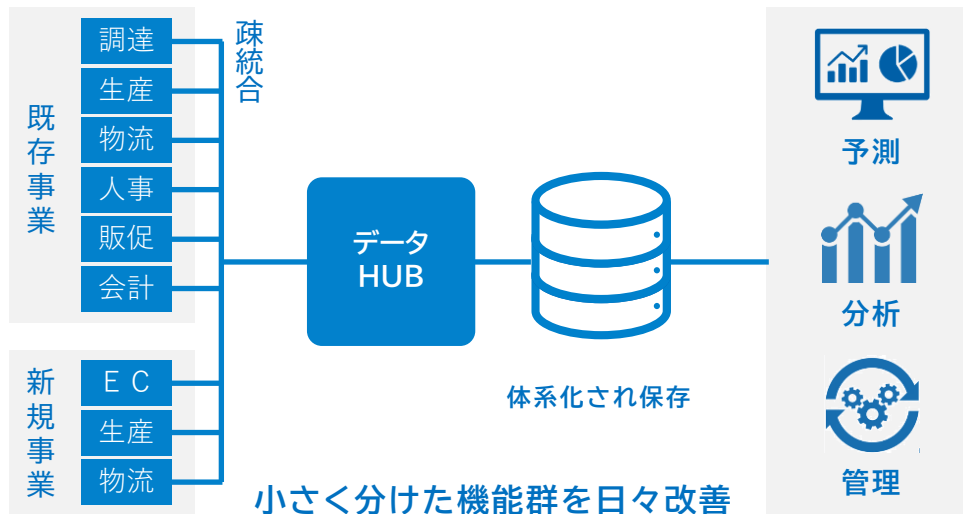 既存事業
調達
生産
物流
人事
販促
会計
新規事業
ＥＣ
生産
物流
疎統合
データ
HUB
体系化され保存
小さく分けた機能群を日々改善
予測
分析
管理